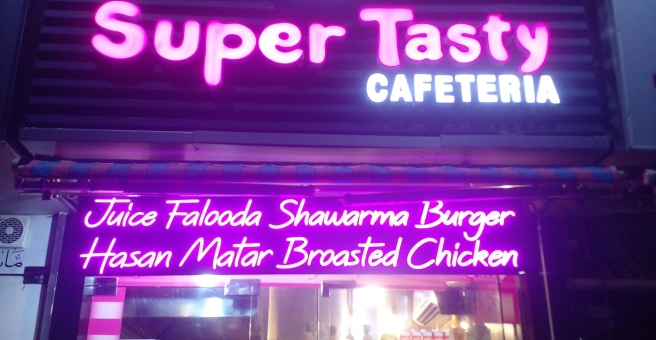 Super Tasty
CAFETERIA
Juice Falooda Shawarma Burger
Hasan Matar Broasted Chicken